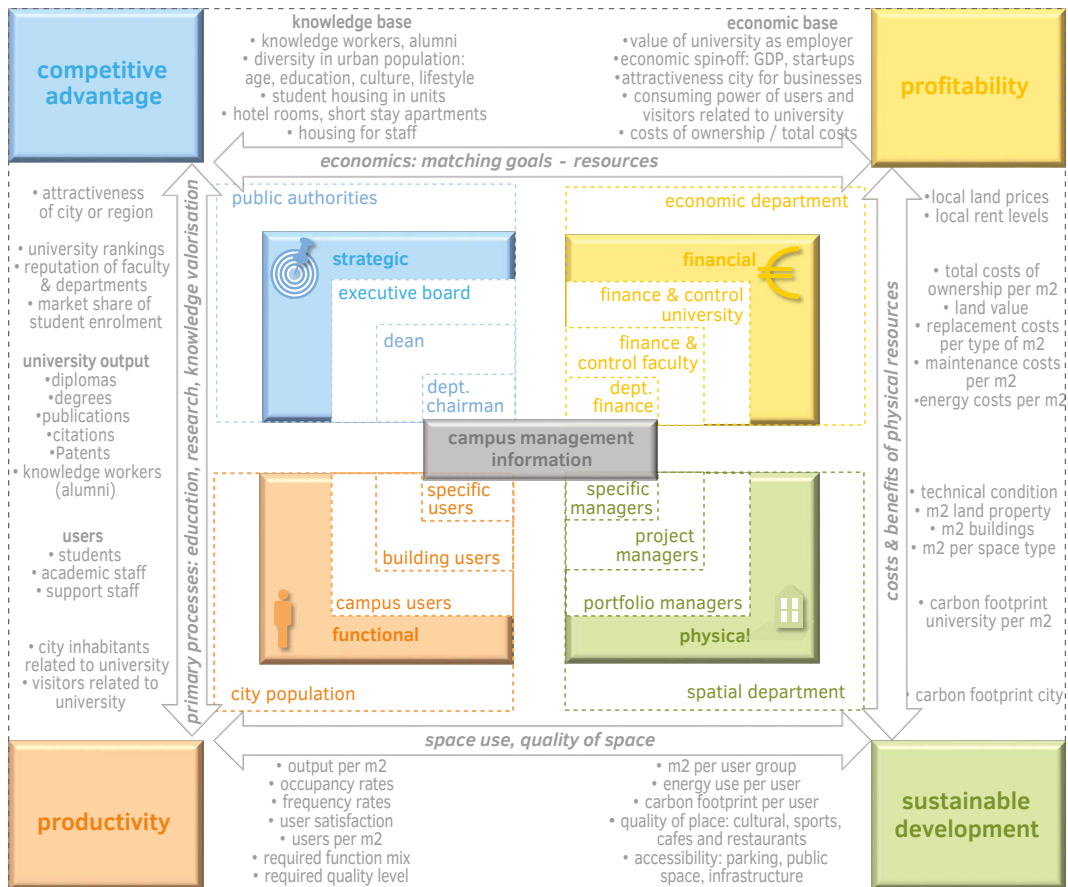 competitive
advantage
knowledge base
• knowledge workers, alumni
• diversity in urban population:
age, education, culture, lifestyle
• student housing in units
• hotel rooms, short stay apartments
• housing for staff
economic base
•value of university as employer
•economic spin-off: GDP, start-ups
•attractiveness city for businesses
• consuming power of users and
visitors related to university
• costs of ownership / total costs
profitability
economics: matching goals - resources
• attractiveness
of city or region
• university rankings
• reputation of faculty
& departments
• market share of
student enrolment
university output
•diplomas
•degrees
•publications
•citations
•Patents
• knowledge workers
(alumni)
users
• students
• academic staff
• support staff
• city inhabitants
related to university
• visitors related to
university
primary processes: education, research, knowledge valorisation
public authorities
strategic
executive board
dean
dept.
chairman
economic department
financial
finance & control
university
finance &
control faculty
dept.
finance
campus management
information
specific
users
building users
campus users
functional
city population
specific
managers
project
managers
portfolio managers
physical
spatial department
costs & benefits of physical resources
•local land prices
• local rent levels
• total costs of
ownership per m2
• land value
• replacement costs
per type of m2
• maintenance costs
per m2
•energy costs per m2
• technical condition
• m2 land property
• m2 buildings
• m2 per space type
• carbon footprint
university per m2
• carbon footprint city
space use, quality of space
productivity
• output per m2
• occupancy rates
• frequency rates
• user satisfaction
• users per m2
• required function mix
• required quality level
• m2 per user group
• energy use per user
• carbon footprint per user
• quality of place: cultural, sports,
cafes and restaurants
• accessibility: parking, public
space, infrastructure
sustainable
development